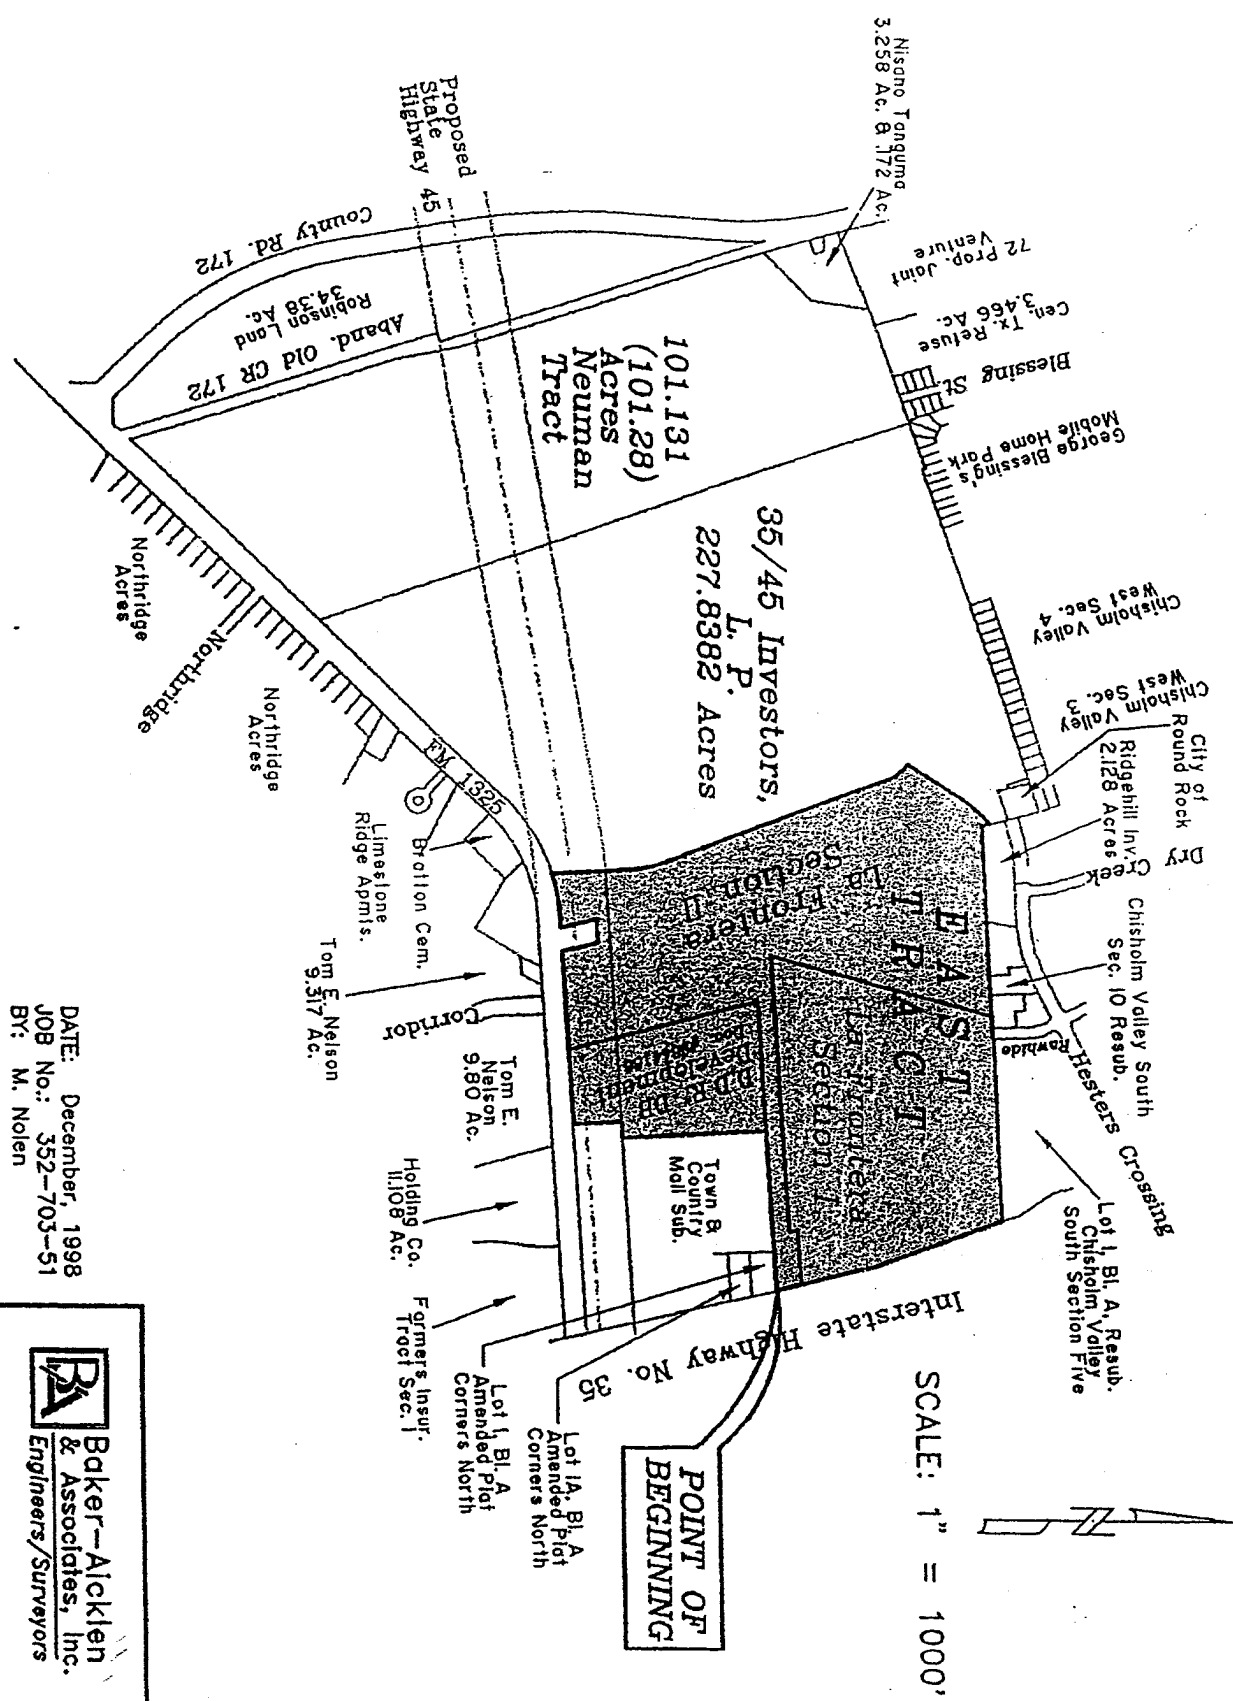 Nisano Tanguma
3.258 Ac. & .172 Ac.
72 Prop. Joint
Venture
Cen. Tx. Refuse
3.466 Ac.
Blessing St.
George Blessing's
Mobile Home Park
Chisholm Valley
West Sec. 4
Chisholm Valley
West Sec. 3
City of
Round Rock
Ridgehill Inv.
2.128 Acres
Dry Creek
Chisholm Valley South
Sec. 10 Resub.
Rawhide
Hesters Crossing
Lot 1, Bl. A, Resub.
Chisholm Valley
South Section Five
Proposed
State
Highway 45
County Rd. 172
Robinson Land
34.38 Ac.
Aband. Old CR 172
101.131
(101.28)
Acres
Neuman
Tract
35/45 Investors,
L. P.
227.8382 Acres
EAST
TRACT
La Frontera
Section II
La Frontera
Section I
D.D.R. DB
Development
Town &
Country
Mall Sub.
Interstate Highway No. 35
Northridge
Acres
Northridge
Northridge
Acres
FM 1325
Limestone
Ridge Apmts.
Bratton Cem.
Tom E. Nelson
9.317 Ac.
Corridor
Tom E.
Nelson
9.80 Ac.
Holding Co.
11.108 Ac.
Farmers Insur.
Tract Sec. 1
Lot 1, Bl. A
Amended Plat
Corners North
Lot 1A, Bl. A
Amended Plat
Corners North
POINT OF
BEGINNING
SCALE: 1" = 1000'
DATE: December, 1998
JOB No.: 352-703-51
BY: M. Nolen
BA
Baker-Aicklen
& Associates, Inc.
Engineers/Surveyors